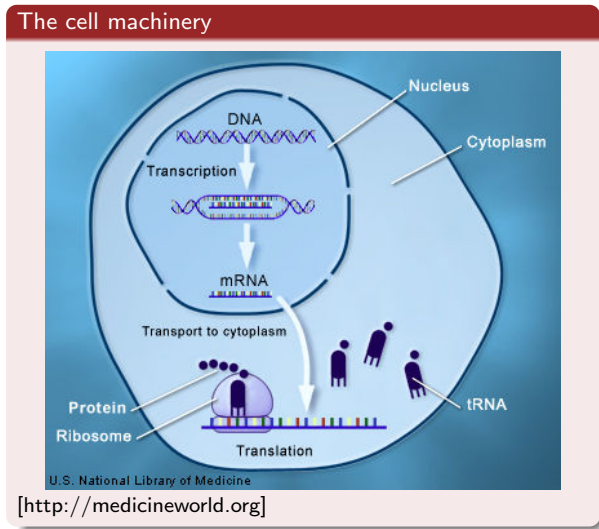 The cell machinery
Nucleus
DNA
Cytoplasm
Transcription
mRNA
Transport to cytoplasm
Protein
tRNA
Ribosome
Translation
U.S. National Library of Medicine
[http://medicineworld.org]